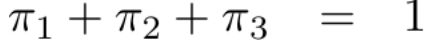 π₁ + π₂ + π₃ = 1